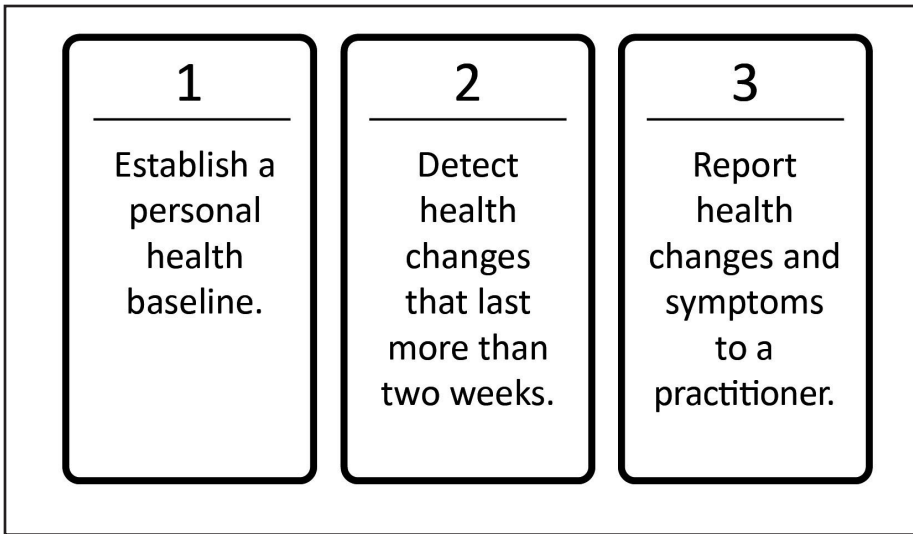 1
Establish a
personal
health
baseline.
2
Detect
health
changes
that last
more than
two weeks.
3
Report
health
changes and
symptoms
to a
practitioner.